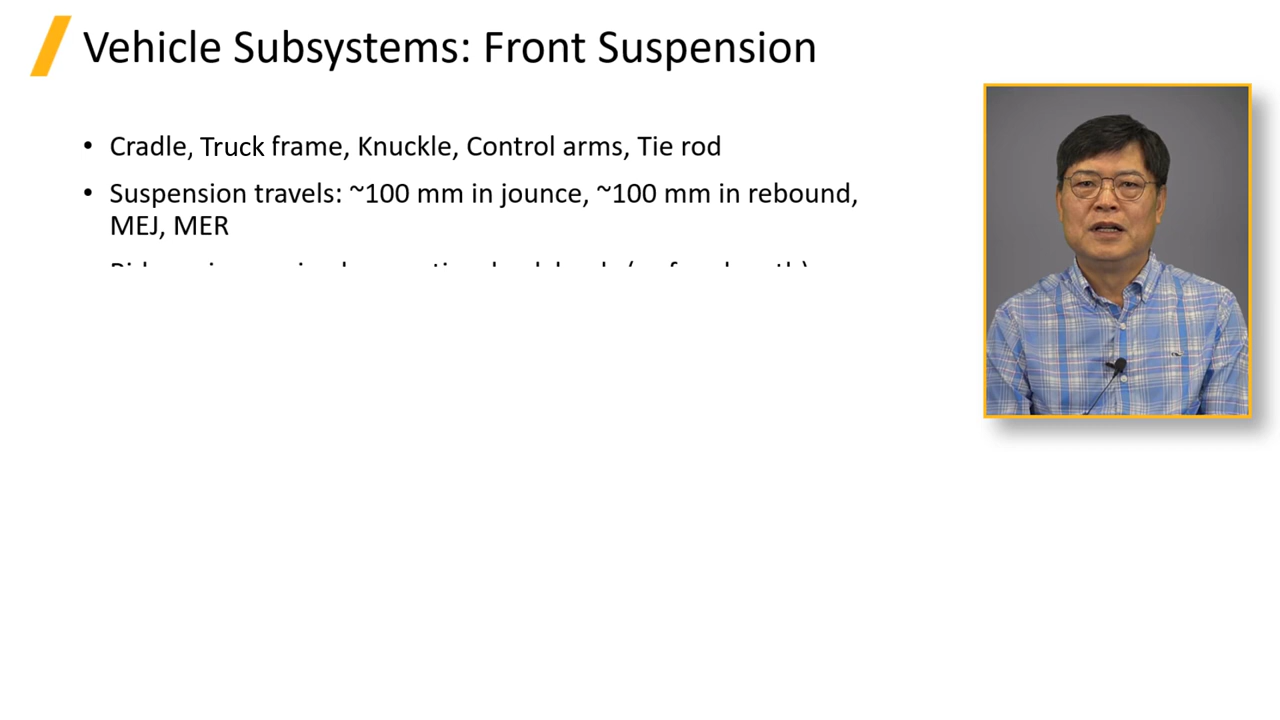 Vehicle Subsystems: Front Suspension
• Cradle, Truck frame, Knuckle, Control arms, Tie rod
• Suspension travels: ~100 mm in jounce, ~100 mm in rebound,
MEJ, MER